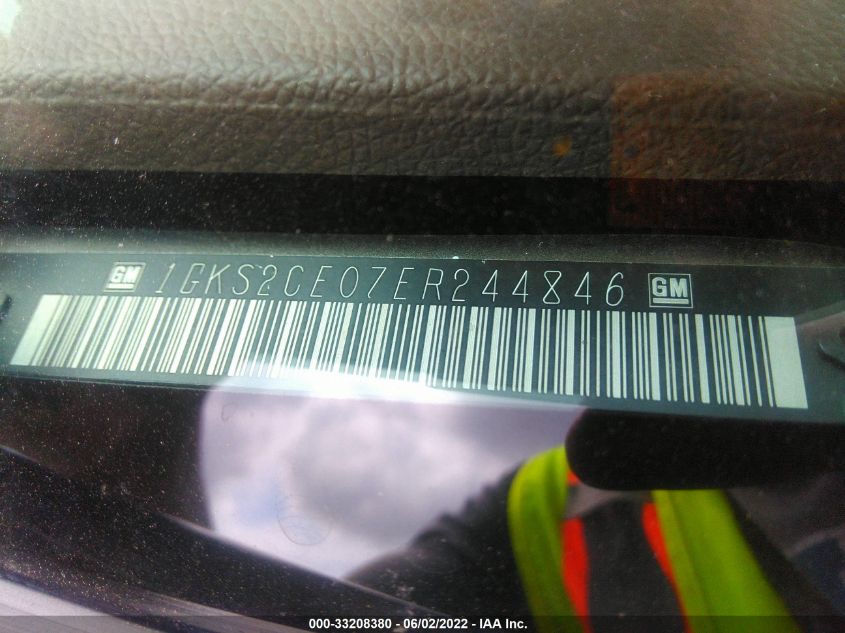 GM 1GKS2CE07ER244846 GM
000-33208380 - 06/02/2022 - IAA Inc.